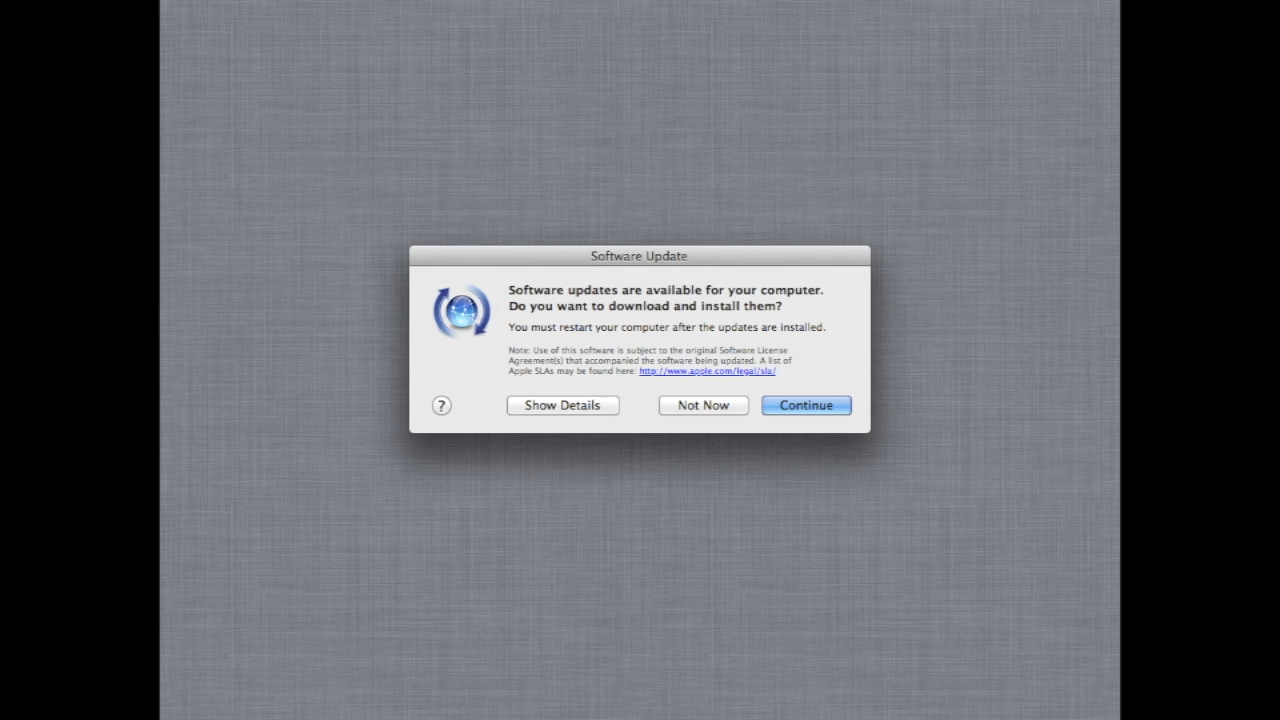 Software Update
Software updates are available for your computer.
Do you want to download and install them?
You must restart your computer after the updates are installed.
Note: Use of this software is subject to the original Software License
Agreement(s) that accompanied the software being updated. A list of
Apple SLAs may be found here: http://www.apple.com/legal/sla/
? Show Details Not Now Continue